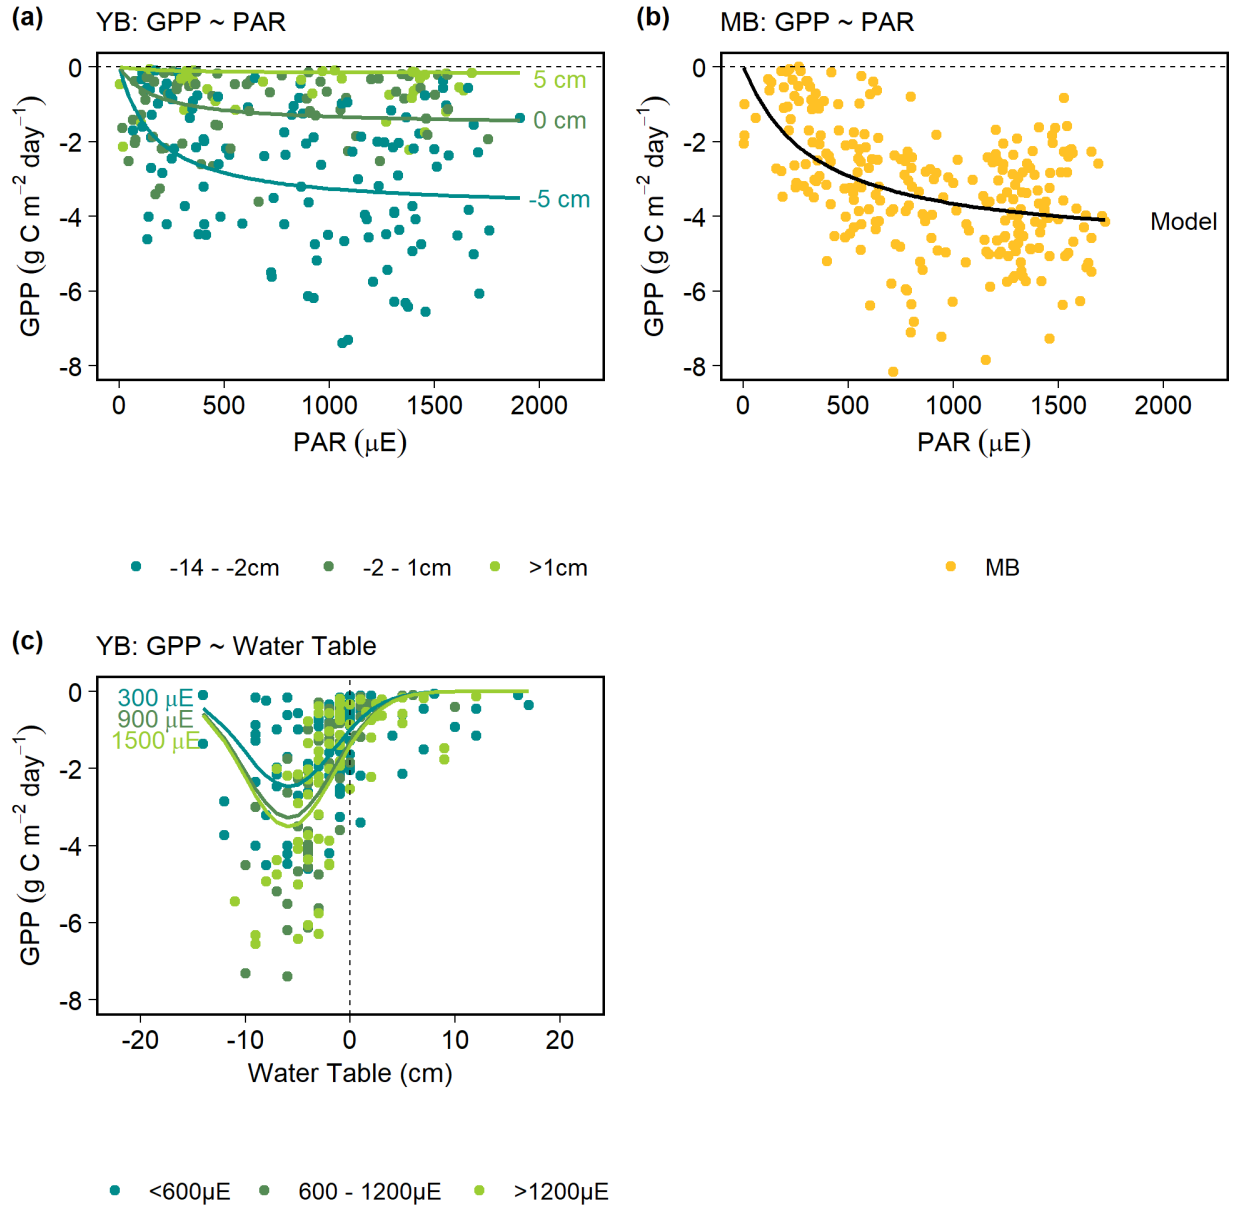 (a) YB: GPP ~ PAR
GPP (g C m⁻² day⁻¹)
0
-2
-4
-6
-8
5 cm
0 cm
-5 cm
0 500 1000 1500 2000
PAR (µE)
-14 - -2cm -2 - 1cm >1cm
(b) MB: GPP ~ PAR
GPP (g C m⁻² day⁻¹)
0
-2
-4
-6
-8
Model
0 500 1000 1500 2000
PAR (µE)
MB
(c) YB: GPP ~ Water Table
GPP (g C m⁻² day⁻¹)
0
-2
-4
-6
-8
300 µE
900 µE
1500 µE
-20 -10 0 10 20
Water Table (cm)
<600µE 600 - 1200µE >1200µE